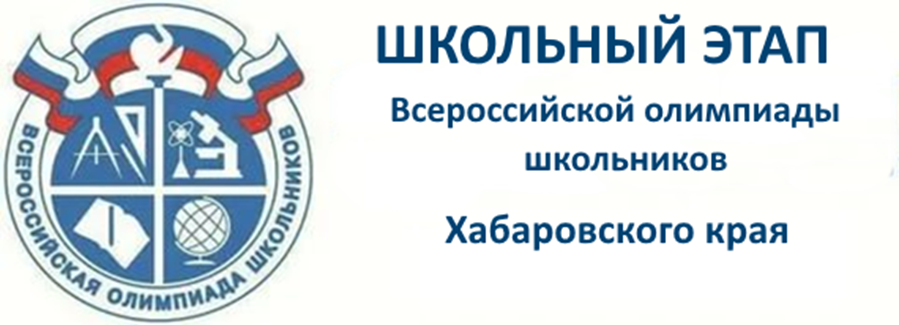 ШКОЛЬНЫЙ ЭТАП
Всероссийской олимпиады
школьников
Хабаровского края
ВСЕРОССИЙСКАЯ ОЛИМПИАДА ШКОЛЬНИКОВ